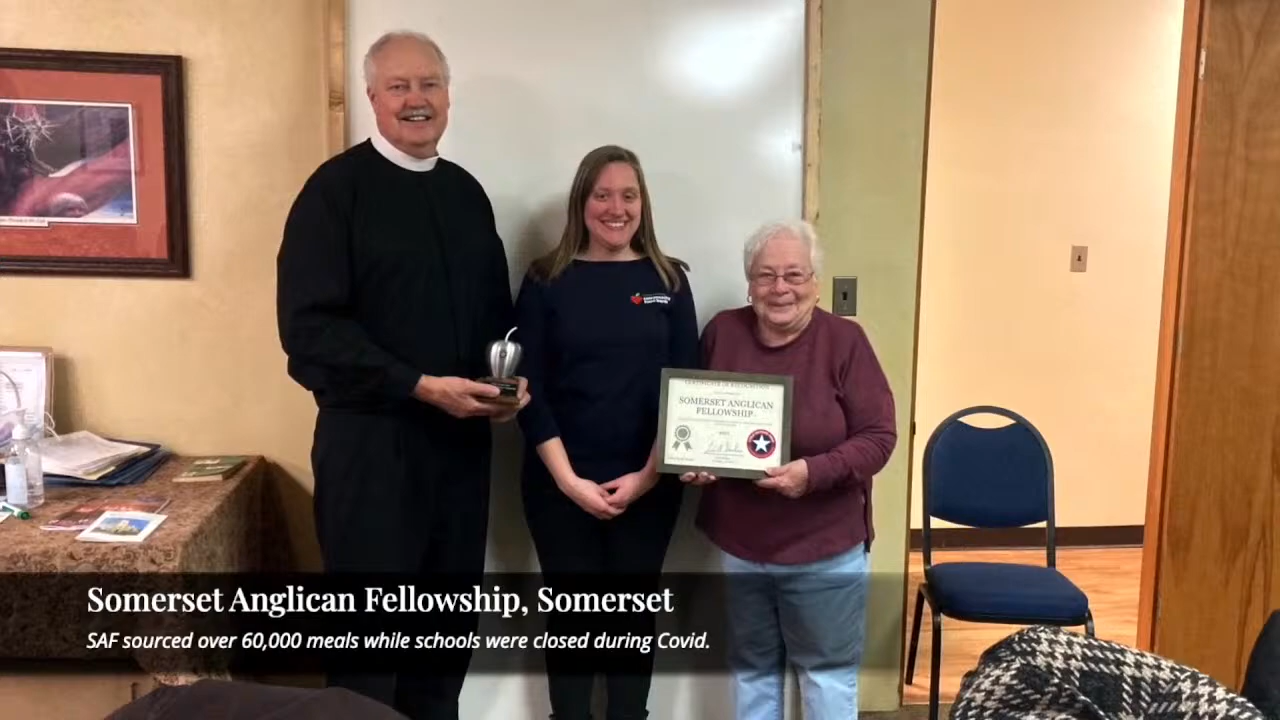 CERTIFICATE OF RECOGNITION
SOMERSET ANGLICAN
FELLOWSHIP
Somerset Anglican Fellowship, Somerset
SAF sourced over 60,000 meals while schools were closed during Covid.